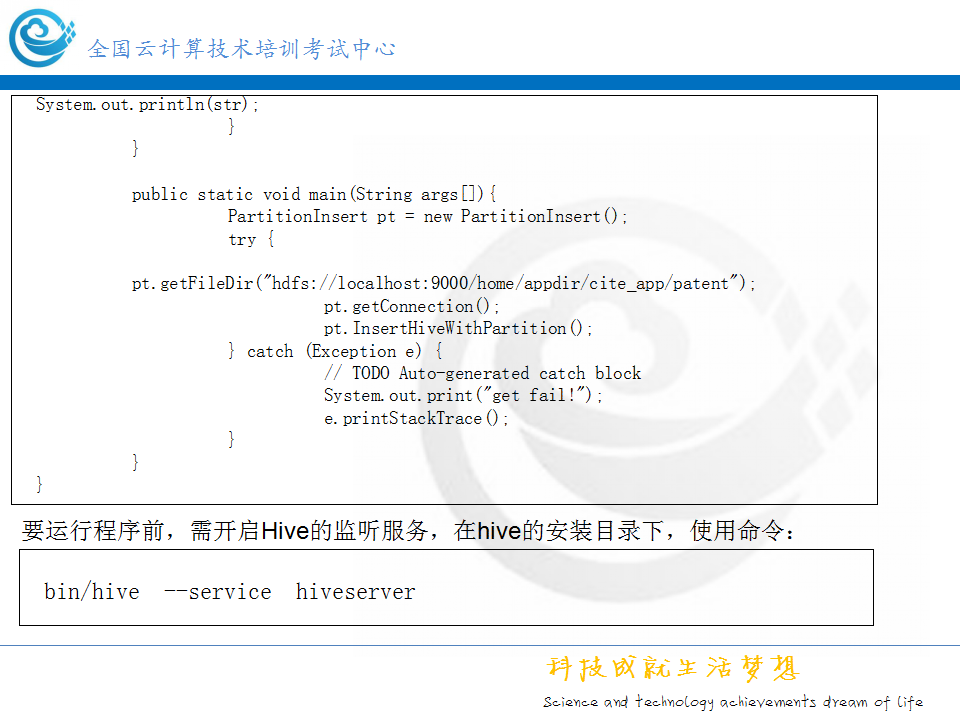 全国云计算技术培训考试中心
System.out.println(str);
}
}
public static void main(String args[]){
PartitionInsert pt = new PartitionInsert();
try {
pt.getFileDir("hdfs://localhost:9000/home/appdir/cite_app/patent");
pt.getConnection();
pt.InsertHiveWithPartition();
} catch (Exception e) {
// TODO Auto-generated catch block
System.out.print("get fail!");
e.printStackTrace();
}
}
}
要运行程序前，需开启Hive的监听服务，在hive的安装目录下，使用命令：
bin/hive --service hiveserver
科技成就生活梦想
Science and technology achievements dream of life